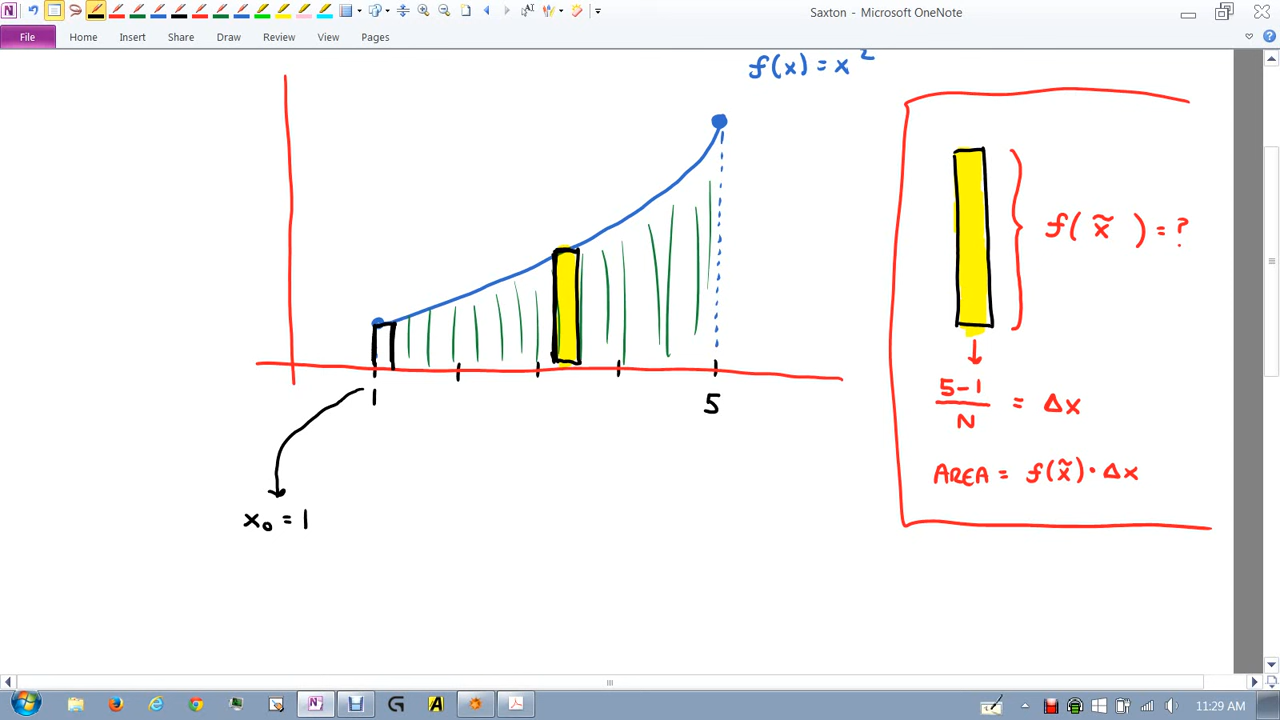 Saxton - Microsoft OneNote
File Home Insert Share Draw Review View Pages
f(x) = x²
f(x̃) = ?
1
5
5-1
N
= Δx
AREA = f(x̃)·Δx
x₀ = 1
11:29 AM